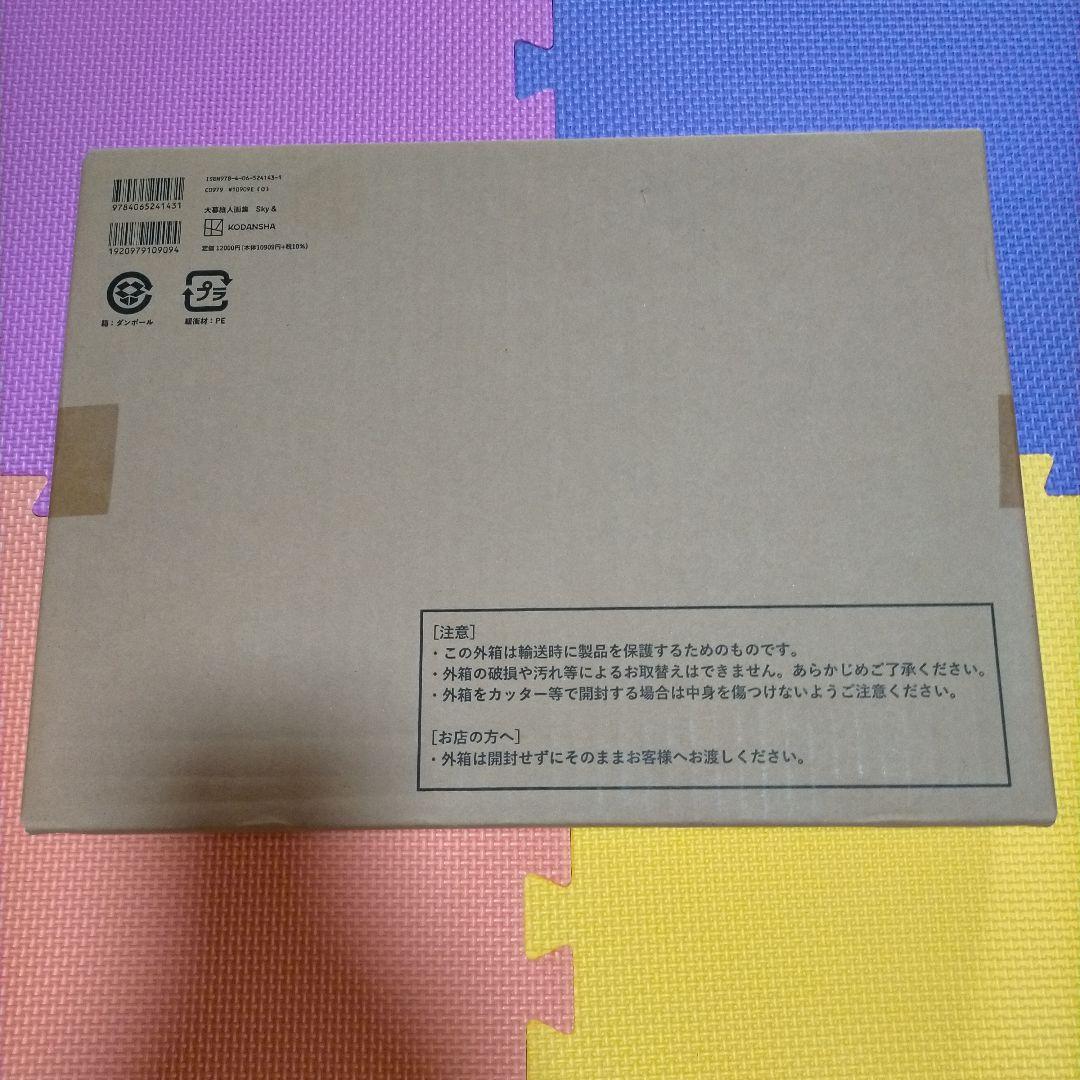 ISBN978-4-06-524143-1
C0979 ¥10909E (0)
9784065241431
大暮維人画集 Sky &
KODANSHA
1920979109094
定価 12000円(本体10909円+税10%)
プラ
箱：ダンボール
緩衝材：PE
[注意]
・この外箱は輸送時に製品を保護するためのものです。
・外箱の破損や汚れ等によるお取替えはできません。あらかじめご了承ください。
・外箱をカッター等で開封する場合は中身を傷つけないようご注意ください。
[お店の方へ]
・外箱は開封せずにそのままお客様へお渡しください。